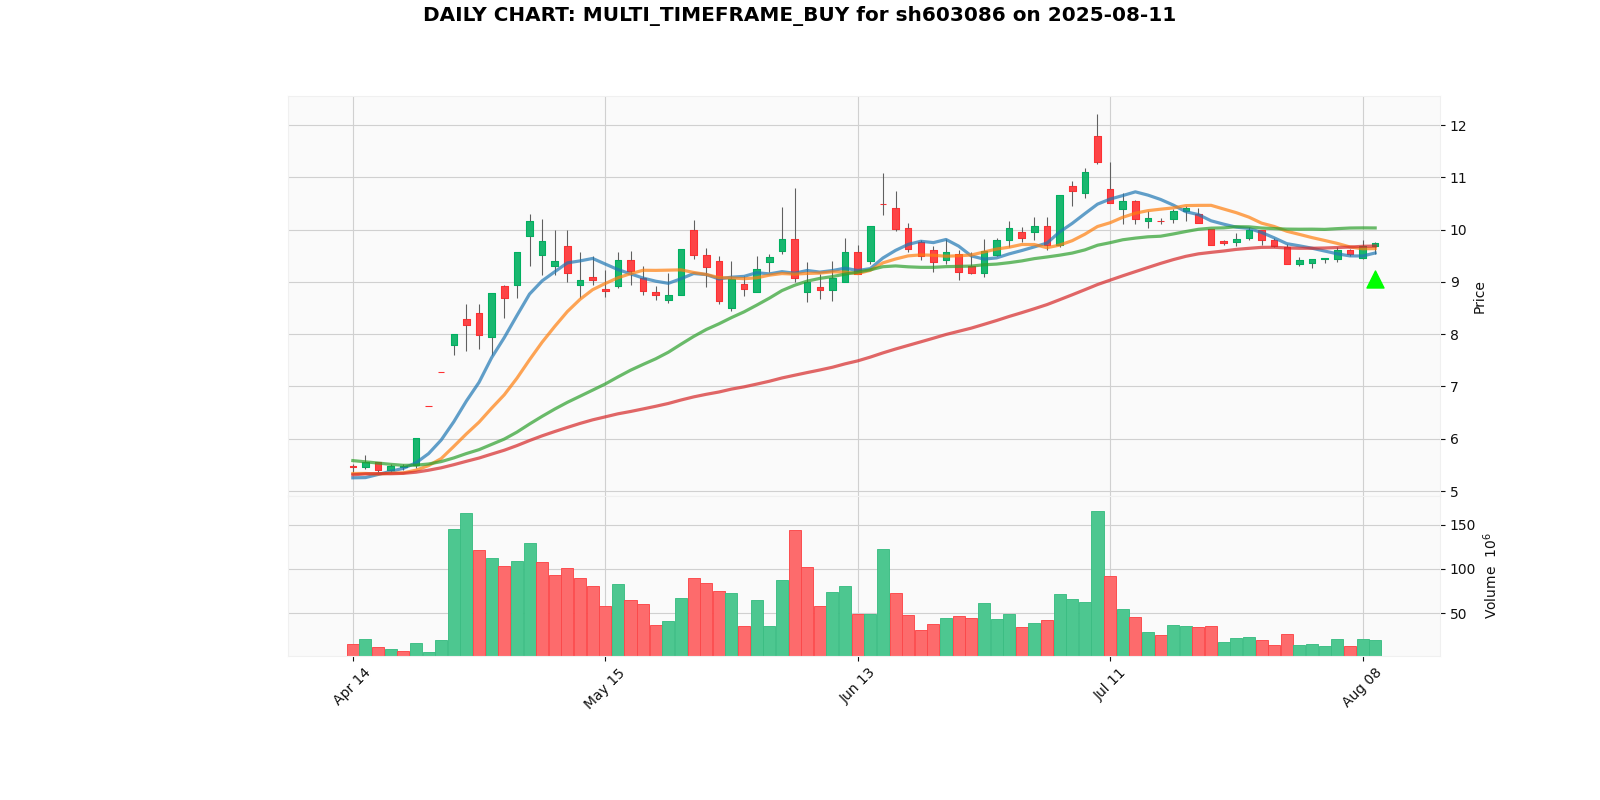 DAILY CHART: MULTI_TIMEFRAME_BUY for sh603086 on 2025-08-11
12
11
10
9
8
7
6
5
Price
150
100
50
Volume 10^6
Apr 14
May 15
Jun 13
Jul 11
Aug 08